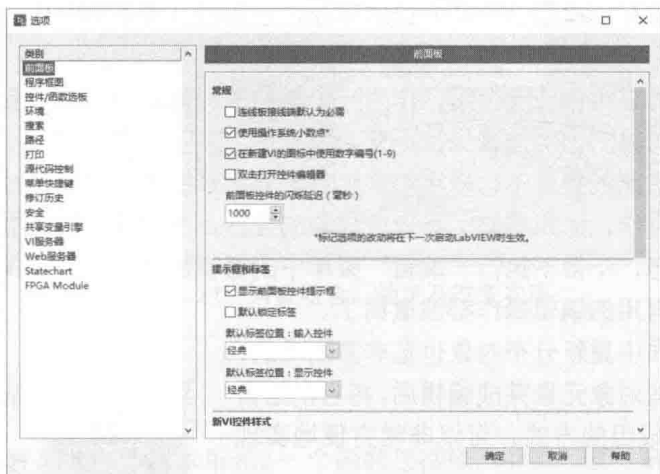 选项
类别
前面板
程序框图
控件/函数选板
环境
搜索
路径
打印
源代码控制
菜单快捷键
修订历史
安全
共享变量引擎
VI服务器
Web服务器
Statechart
FPGA Module
前面板
常规
连线板接线端默认为必需
使用操作系统小数点*
在新建VI的图标中使用数字编号(1-9)
双击打开控件编辑器
前面板控件的闪烁延迟（毫秒）
1000
*标记选项的改动将在下一次启动LabVIEW时生效。
提示框和标签
显示前面板控件提示框
默认锁定标签
默认标签位置：输入控件
经典
默认标签位置：显示控件
经典
新VI控件样式
确定
取消
帮助